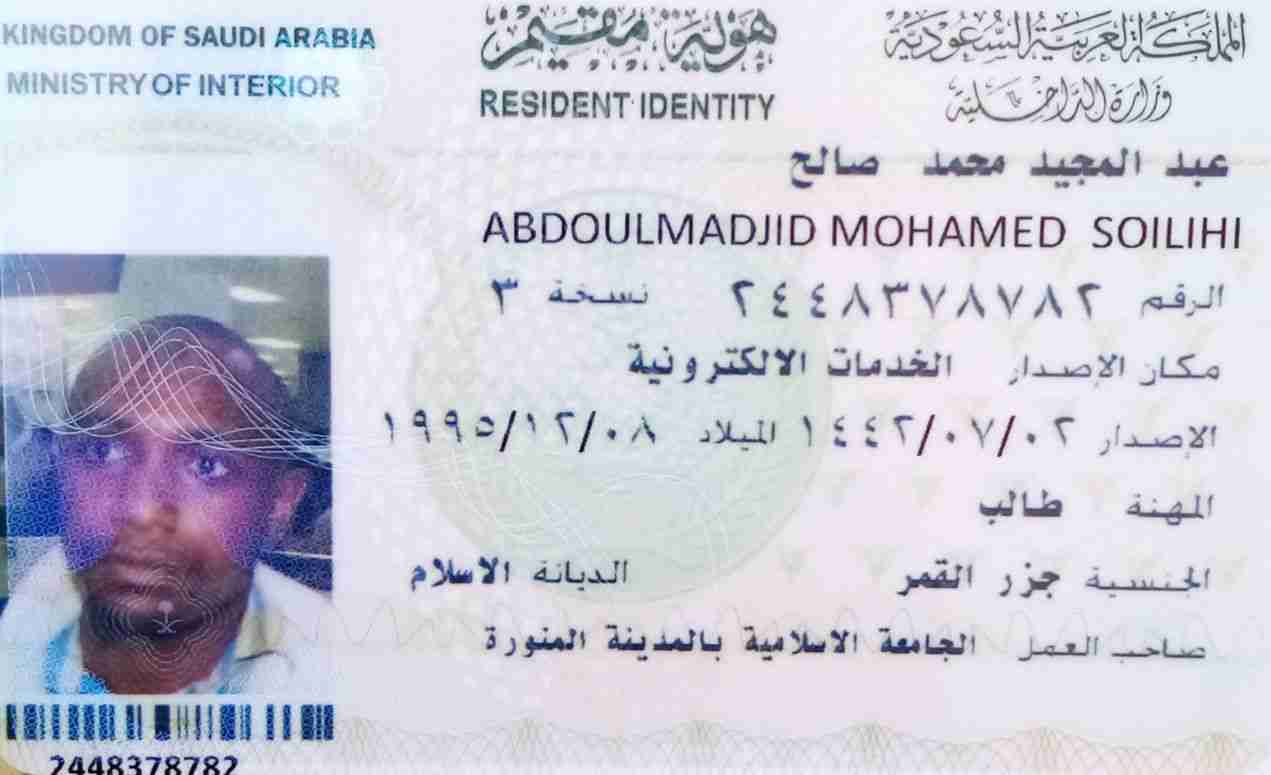 KINGDOM OF SAUDI ARABIA
MINISTRY OF INTERIOR
هوية مقيم
RESIDENT IDENTITY
المملكة العربية السعودية
وزارة الداخلية
عبد المجيد محمد صالح
ABDOULMADJID MOHAMED SOILIHI
الرقم ٢٤٤٨٣٧٨٧٨٢ نسخة ٣
مكان الإصدار الخدمات الالكترونية
الإصدار ١٤٤٢/٠٧/٠٢ الميلاد ١٩٩٥/١٢/٠٨
المهنة طالب
الجنسية جزر القمر الديانة الاسلام
صاحب العمل الجامعة الاسلامية بالمدينة المنورة
2448378782